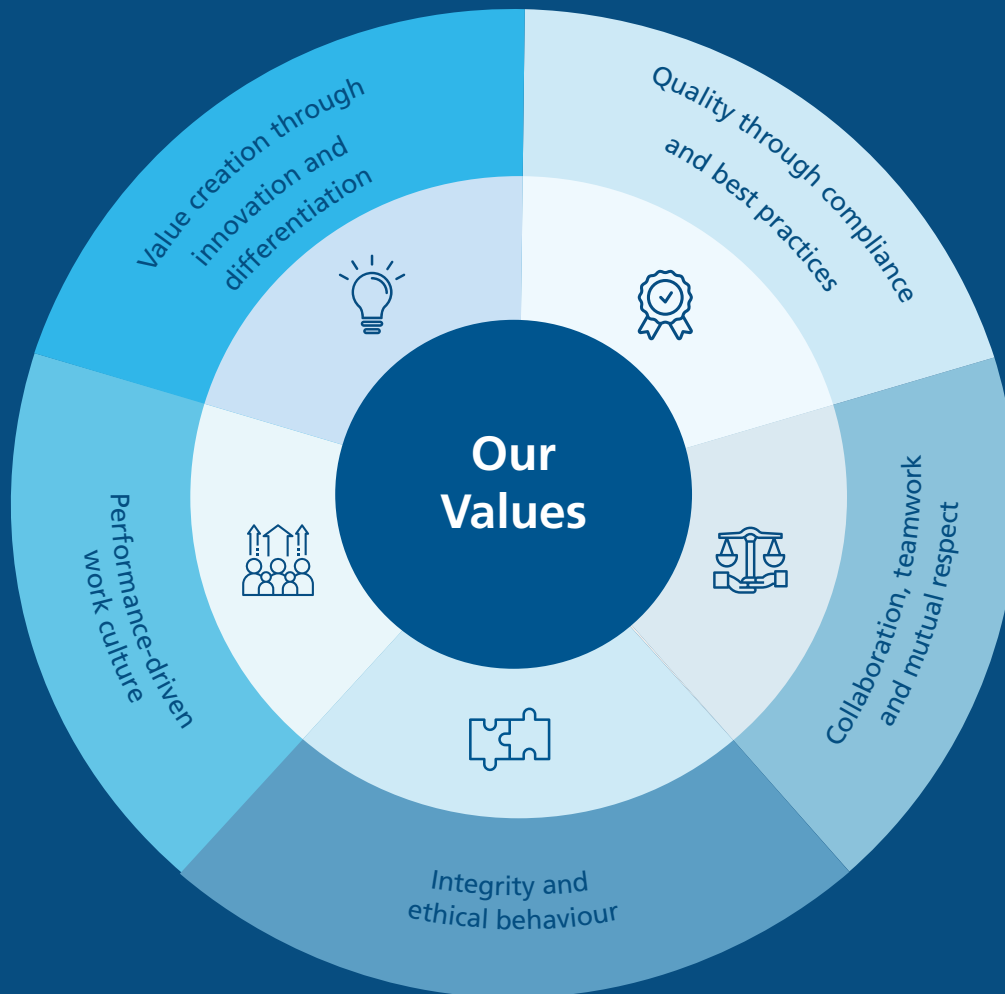 Our
Values
Quality through compliance
and best practices
Collaboration, teamwork
and mutual respect
Integrity and
ethical behaviour
Performance-driven
work culture
Value creation through
innovation and
differentiation